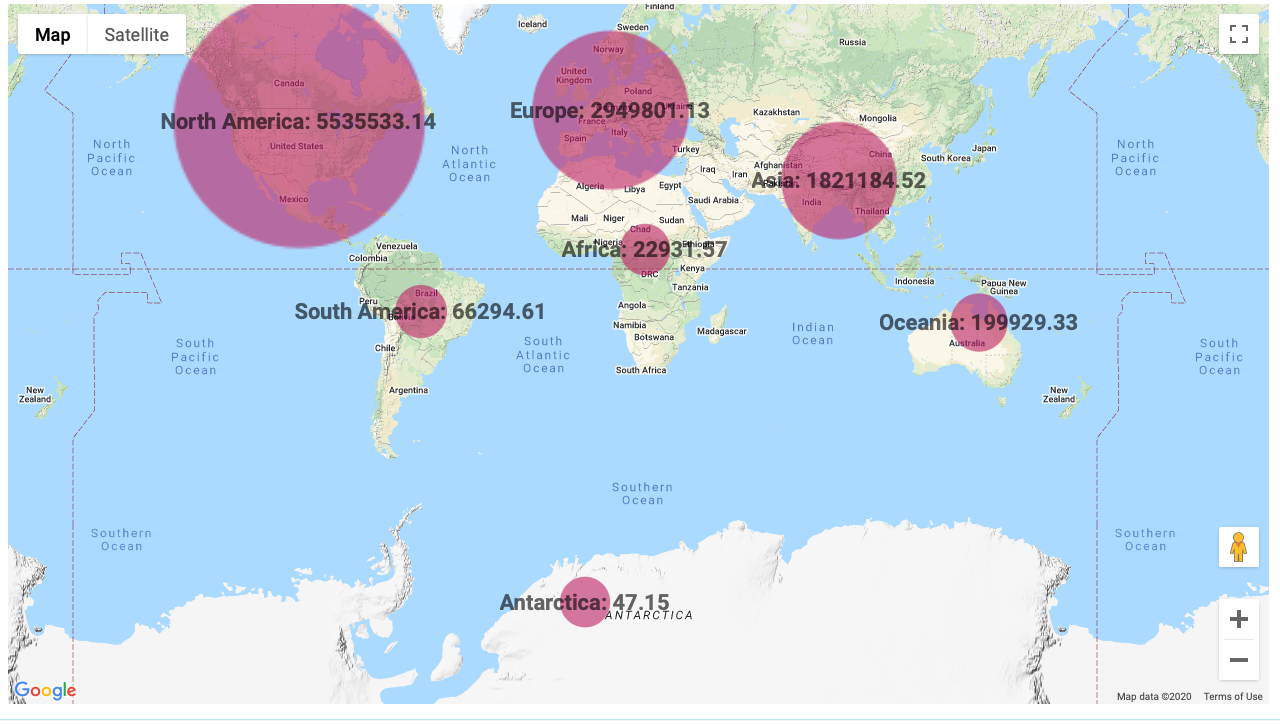 Map
Satellite
Finland
Iceland
Sweden
Norway
Russia
Canada
United
Kingdom
Poland
Ukraine
Europe: 2949801.13
North America: 5535533.14
France
Italy
Spain
Kazakhstan
Mongolia
United States
Turkey
China
Japan
South Korea
North
Pacific
Ocean
North
Atlantic
Ocean
North
Pacific
Ocean
Afghanistan
Iraq
Iran
Pakistan
Asia: 1821184.52
Mexico
Algeria
Libya
Egypt
Saudi Arabia
India
Thailand
Mali
Niger
Sudan
Chad
Nigeria
Ethiopia
Africa: 22931.57
Venezuela
Colombia
DRC
Kenya
Tanzania
Indonesia
Papua New
Guinea
Brazil
Peru
Bolivia
South America: 66294.61
Angola
Namibia
Botswana
Madagascar
Indian
Ocean
Oceania: 199929.33
Australia
South
Pacific
Ocean
Chile
South
Atlantic
Ocean
South Africa
South
Pacific
Ocean
New
Zealand
Argentina
New
Zealand
Southern
Ocean
Southern
Ocean
Southern
Ocean
Antarctica: 47.15
ANTARCTICA
Google
Map data ©2020
Terms of Use